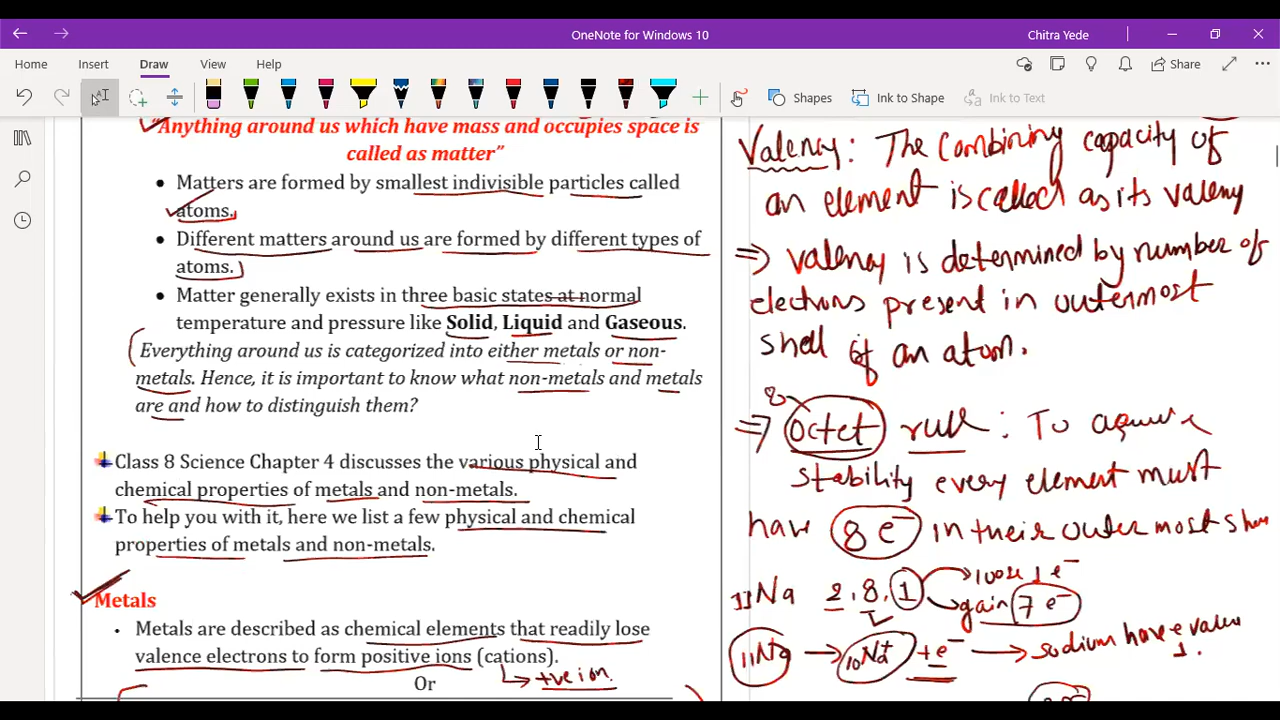 OneNote for Windows 10
Chitra Yede
Home
Insert
Draw
View
Help
Share
Shapes
Ink to Shape
Ink to Text
"Anything around us which have mass and occupies space is
called as matter"
Matters are formed by smallest indivisible particles called
atoms.
Different matters around us are formed by different types of
atoms.
Matter generally exists in three basic states at normal
temperature and pressure like Solid, Liquid and Gaseous.
Everything around us is categorized into either metals or non-
metals. Hence, it is important to know what non-metals and metals
are and how to distinguish them?
Class 8 Science Chapter 4 discusses the various physical and
chemical properties of metals and non-metals.
To help you with it, here we list a few physical and chemical
properties of metals and non-metals.
Metals
Metals are described as chemical elements that readily lose
valence electrons to form positive ions (cations).
+ve ion
Or
Valency: The Combining capacity of
an element is called as its valeny
⇒ valency is determined by number of
electrons present in outermost
shell of an atom.
8
⇒ octet rule: To
stability every element must
have 8 e⁻ in their outer most
₁₁Na 2, 8, 1 → loose 1 e⁻
gain 7 e⁻
₁₁Na → + e⁻ → sodium have
1.